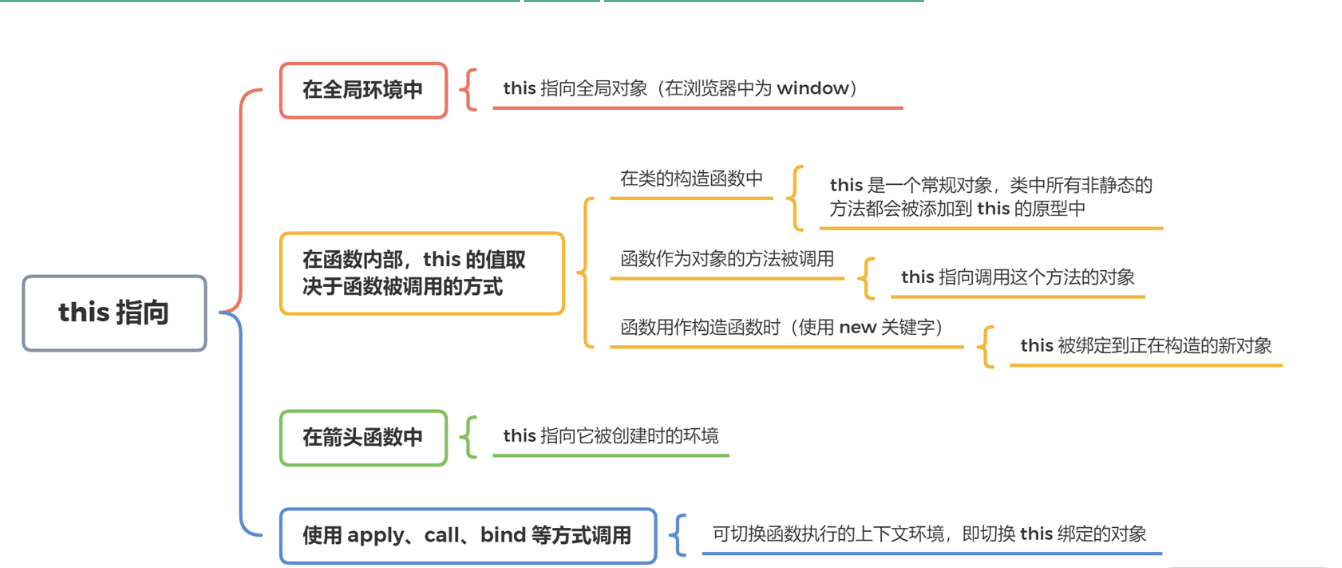 this 指向
在全局环境中
this 指向全局对象（在浏览器中为 window）
在函数内部，this 的值取
决于函数被调用的方式
在类的构造函数中
this 是一个常规对象，类中所有非静态的
方法都会被添加到 this 的原型中
函数作为对象的方法被调用
this 指向调用这个方法的对象
函数用作构造函数时（使用 new 关键字）
this 被绑定到正在构造的新对象
在箭头函数中
this 指向它被创建时的环境
使用 apply、call、bind 等方式调用
可切换函数执行的上下文环境，即切换 this 绑定的对象